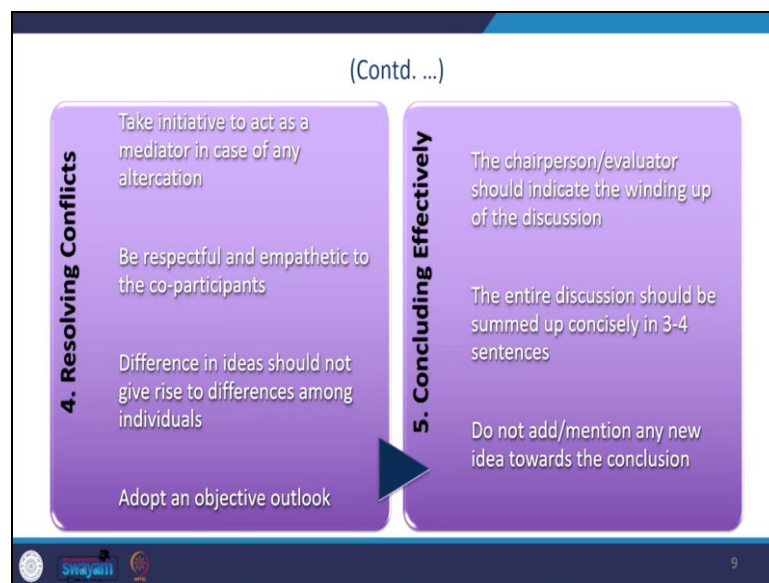 (Contd. ...)
4. Resolving Conflicts
Take initiative to act as a
mediator in case of any
altercation
Be respectful and empathetic to
the co-participants
Difference in ideas should not
give rise to differences among
individuals
Adopt an objective outlook
5. Concluding Effectively
The chairperson/evaluator
should indicate the winding up
of the discussion
The entire discussion should be
summed up concisely in 3-4
sentences
Do not add/mention any new
idea towards the conclusion
swayam
9